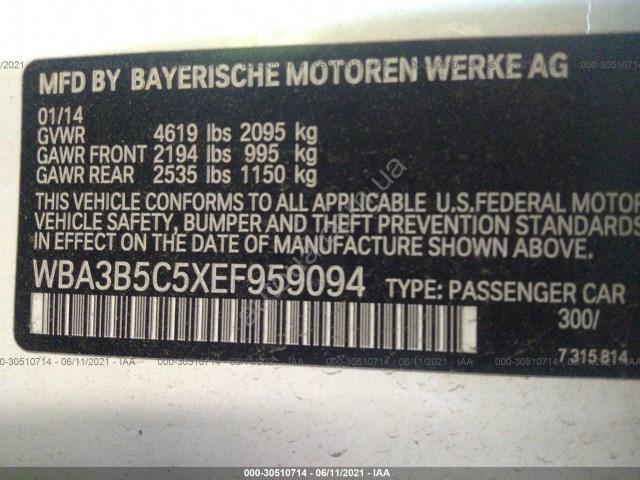 MFD BY BAYERISCHE MOTOREN WERKE AG
01/14
GVWR 4619 lbs 2095 kg
GAWR FRONT 2194 lbs 995 kg
GAWR REAR 2535 lbs 1150 kg
THIS VEHICLE CONFORMS TO ALL APPLICABLE U.S.FEDERAL MOTOR
VEHICLE SAFETY, BUMPER AND THEFT PREVENTION STANDARDS
IN EFFECT ON THE DATE OF MANUFACTURE
WBA3B5C5XEF959094 TYPE: PASSENGER CAR
300/
7 315 814
000-30510714 - 06/11/2021 - IAA